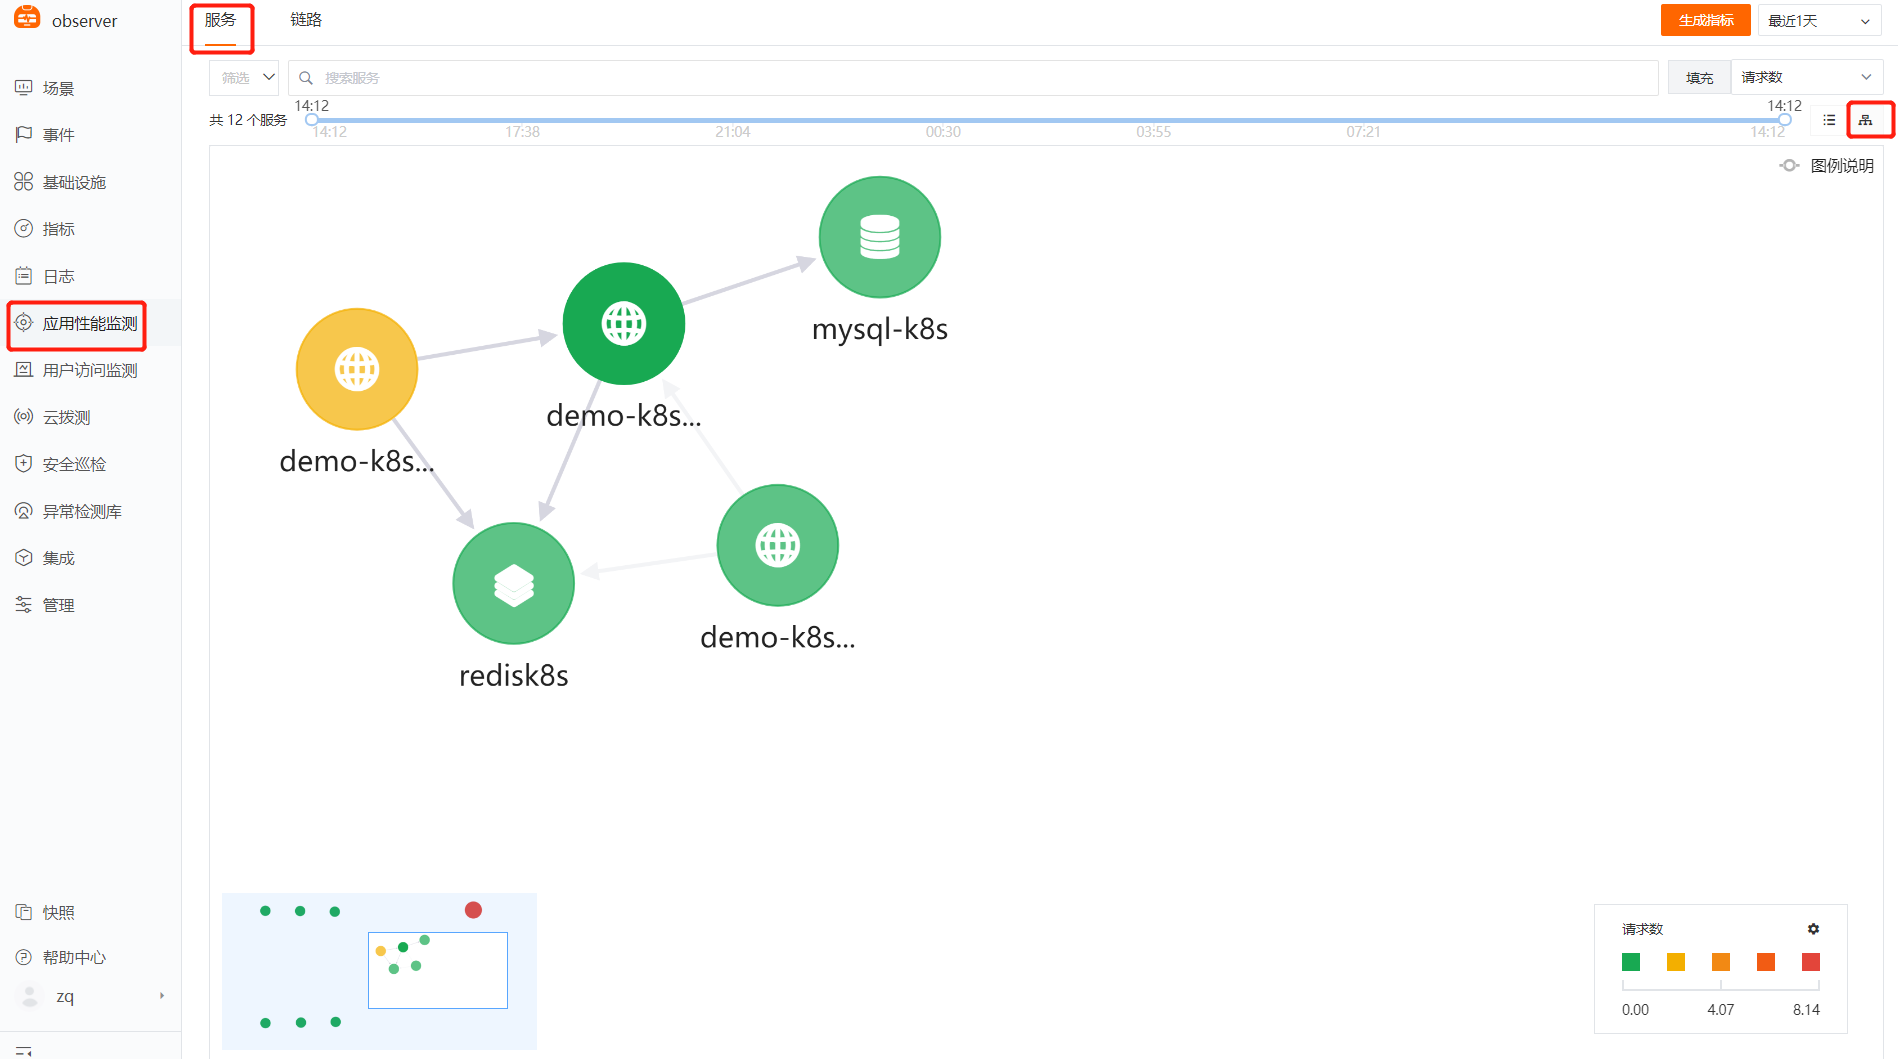 observer
场景
事件
基础设施
指标
日志
应用性能监测
用户访问监测
云拨测
安全巡检
异常检测库
集成
管理
快照
帮助中心
zq
服务
链路
生成指标
最近1天
筛选
搜索服务
填充
请求数
共 12 个服务
14:12
14:12
14:12
17:38
21:04
00:30
03:55
07:21
14:12
图例说明
mysql-k8s
demo-k8s...
demo-k8s...
demo-k8s...
redisk8s
请求数
0.00
4.07
8.14